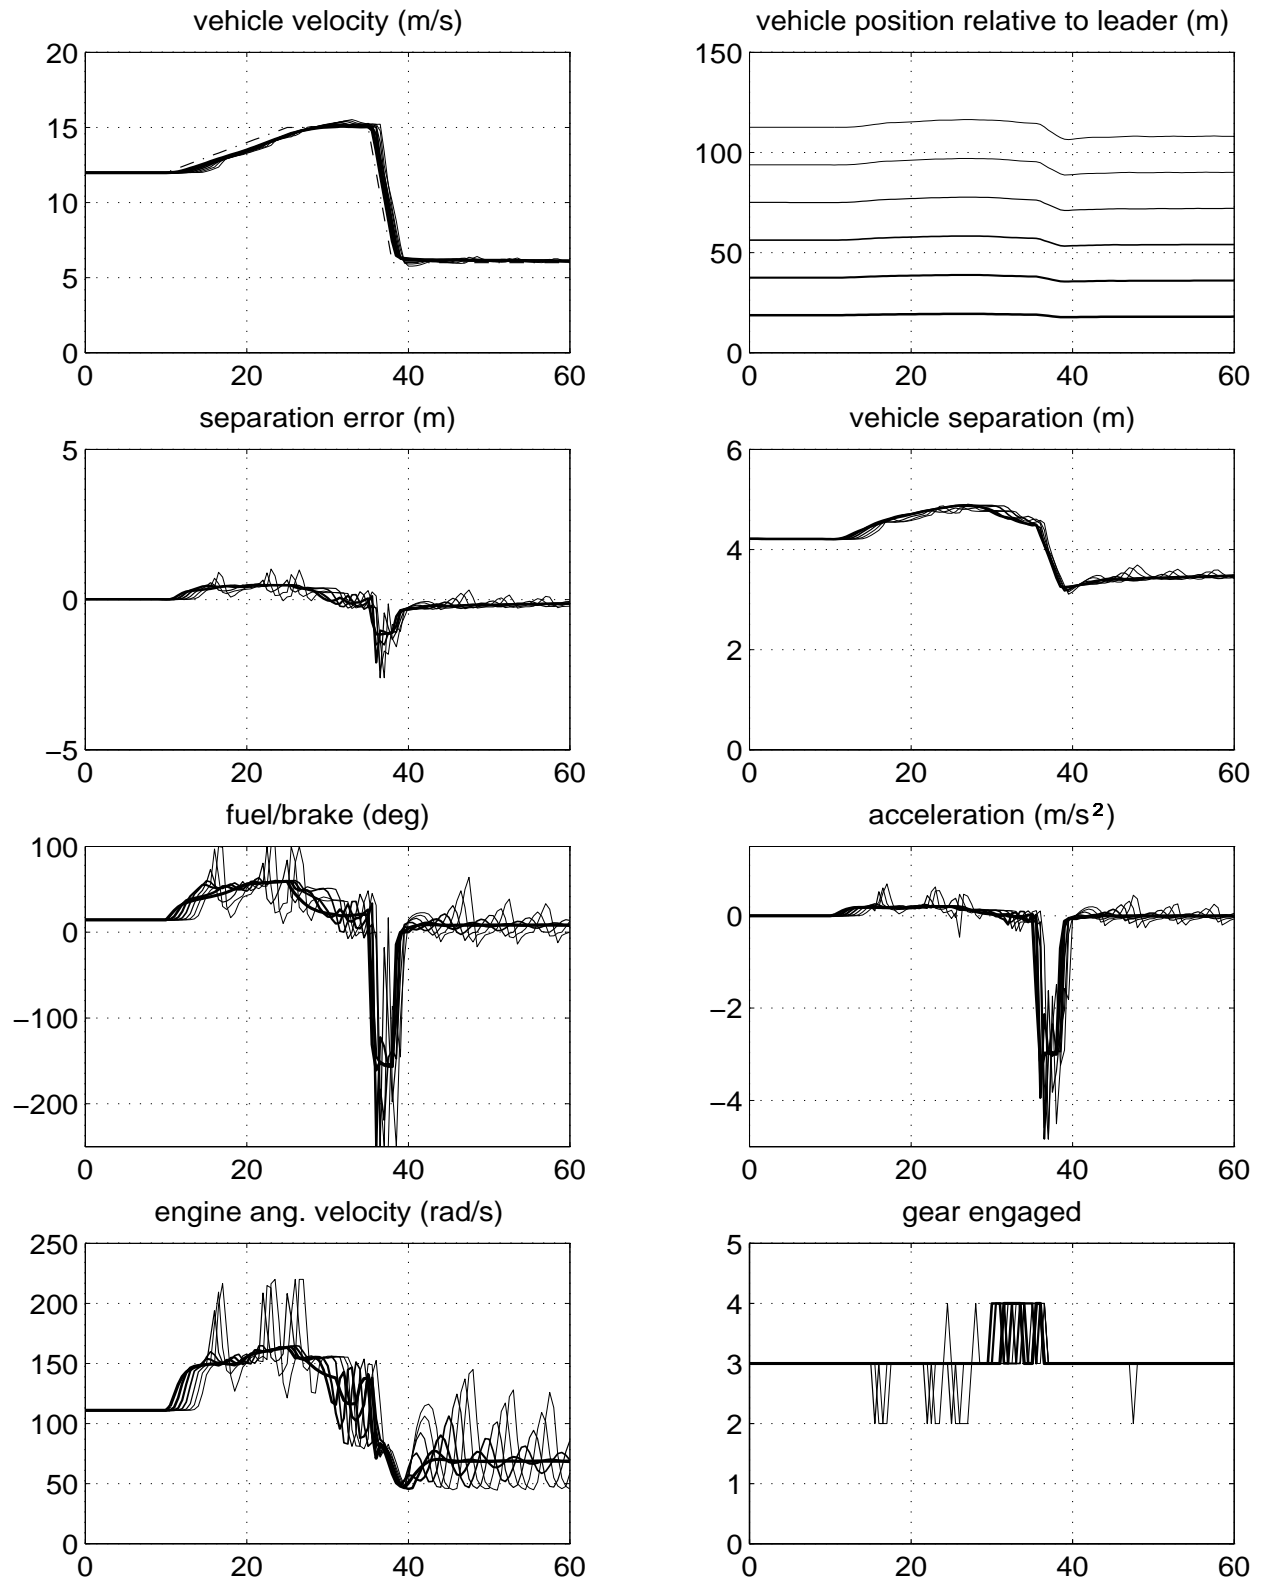 vehicle velocity (m/s)
20
15
10
5
0
0 20 40 60
vehicle position relative to leader (m)
150
100
50
0
0 20 40 60
separation error (m)
5
0
−5
0 20 40 60
vehicle separation (m)
6
4
2
0
0 20 40 60
fuel/brake (deg)
100
0
−100
−200
0 20 40 60
acceleration (m/s²)
0
−2
−4
0 20 40 60
engine ang. velocity (rad/s)
250
200
150
100
50
0
0 20 40 60
gear engaged
5
4
3
2
1
0
0 20 40 60